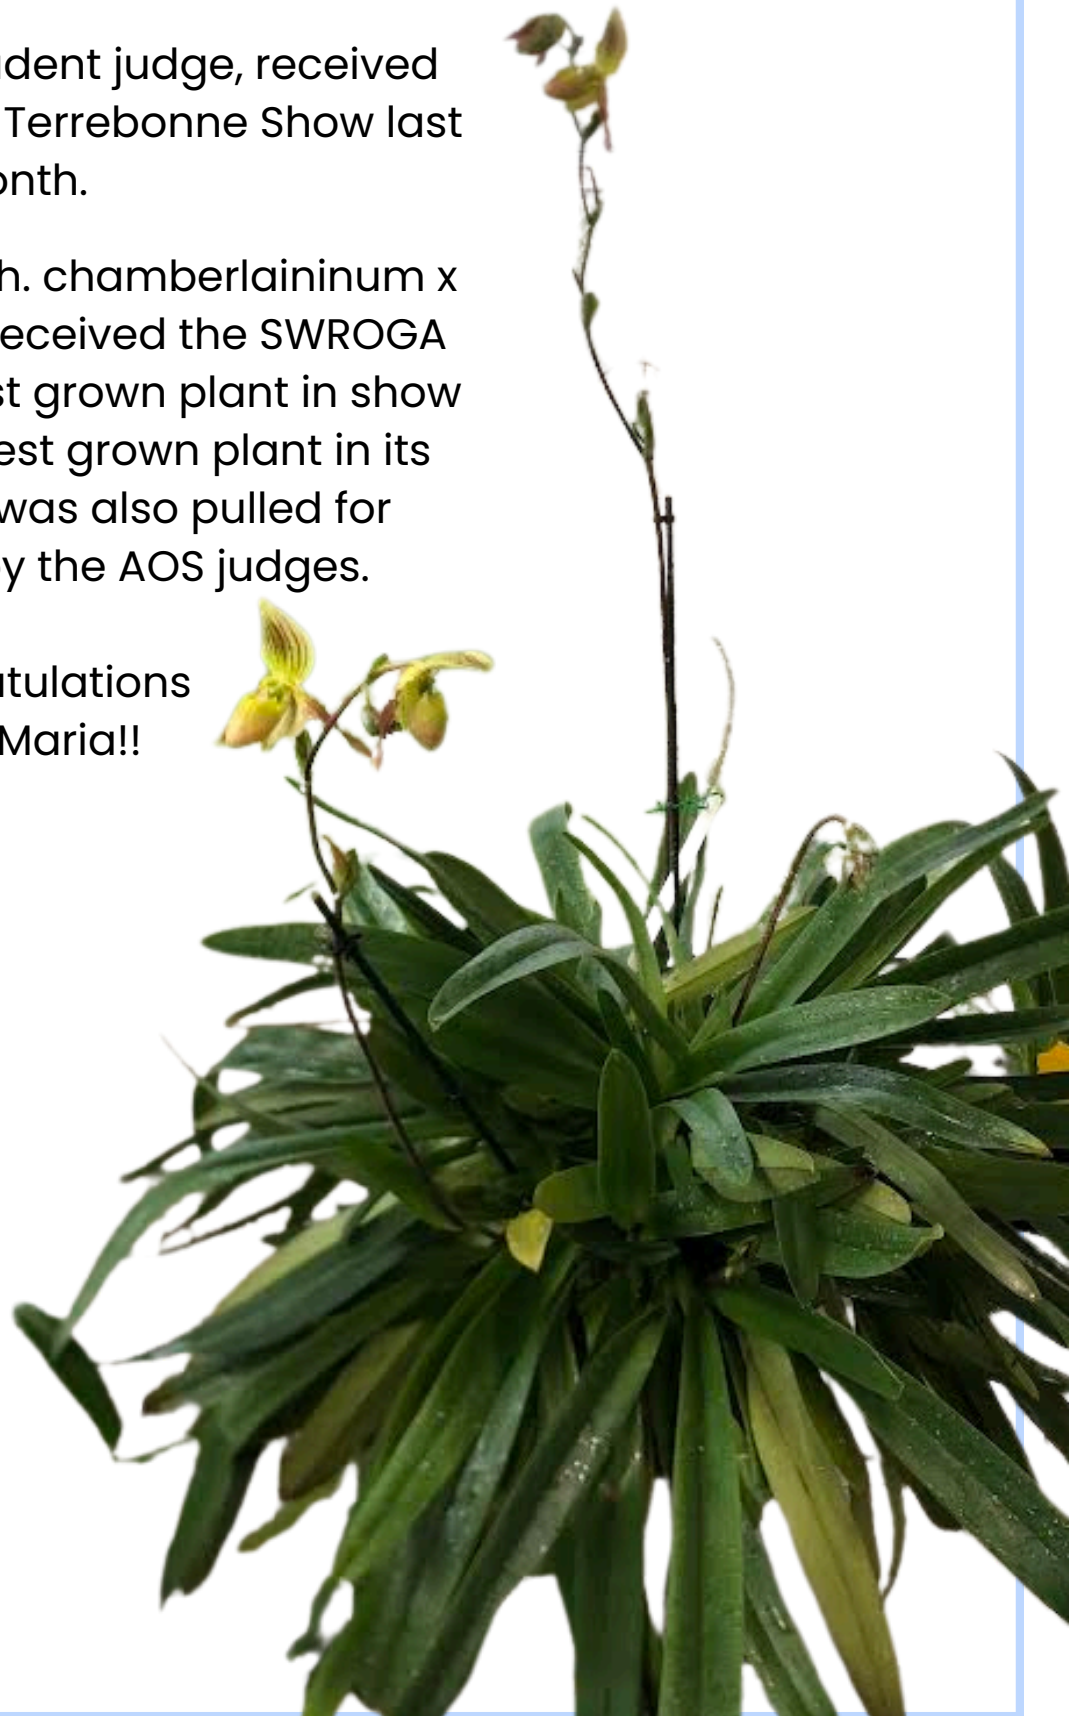 dent judge, received
Terrebonne Show last
onth.
h. chamberlaininum x
eceived the SWROGA
st grown plant in show
est grown plant in its
was also pulled for
y the AOS judges.
tulations
Maria!!